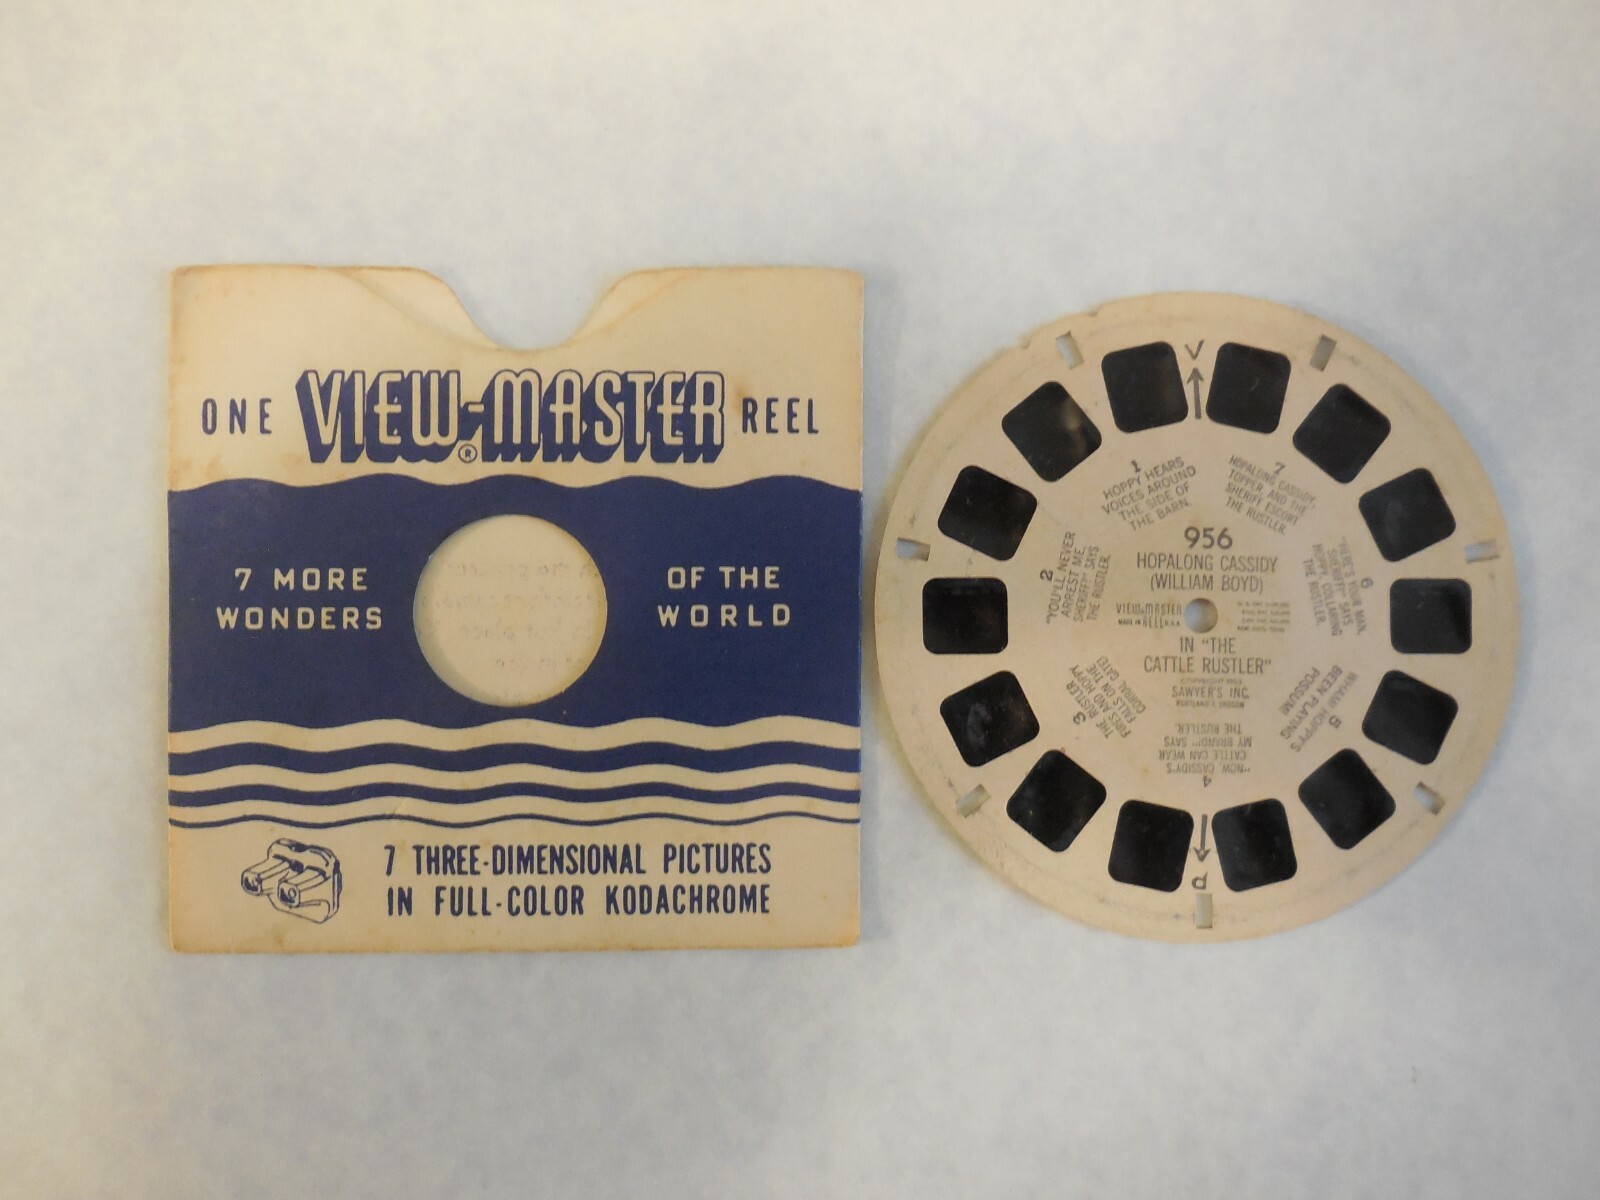 ONE VIEW-MASTER® REEL
7 MORE
WONDERS
OF THE
WORLD
7 THREE-DIMENSIONAL PICTURES
IN FULL-COLOR KODACHROME
V
1
HOPPY HEARS
VOICES AROUND
THE SIDE OF
THE BARN.
2
"YOU'LL NEVER
ARREST ME,
SHERIFF!" SAYS
THE RUSTLER.
3
THE RUSTLER
FIRES AND HOPPY
FALLS ON THE
CORRAL GATE!
4
"NOW, CASSIDY'S
CATTLE CAN WEAR
MY BRAND!" SAYS
THE RUSTLER.
5
WHAM! HOPPY'S
BEEN PLAYING
POSSUM!
6
"HERE'S YOUR MAN,
SHERIFF!" SAYS
HOPPY, COLLARING
THE RUSTLER.
7
HOPALONG CASSIDY,
TOPPER, AND THE
SHERIFF, ESCORT
THE RUSTLER.
956
HOPALONG CASSIDY
(WILLIAM BOYD)
VIEW-MASTER
MADE IN REEL U.S.A.
IN "THE
CATTLE RUSTLER"
SAWYER'S INC.
d